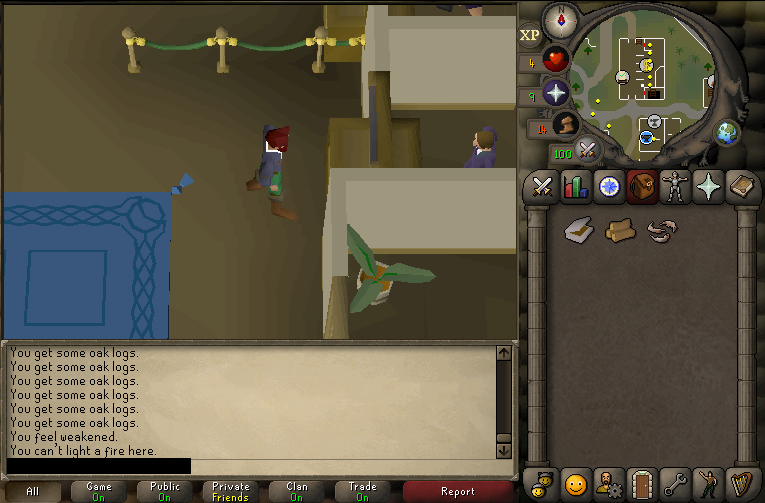 N
XP
4
9
14
100
You get some oak logs.
You get some oak logs.
You get some oak logs.
You get some oak logs.
You get some oak logs.
You get some oak logs.
You feel weakened.
You can't light a fire here.
All
Game
On
Public
On
Private
Friends
Clan
On
Trade
On
Report